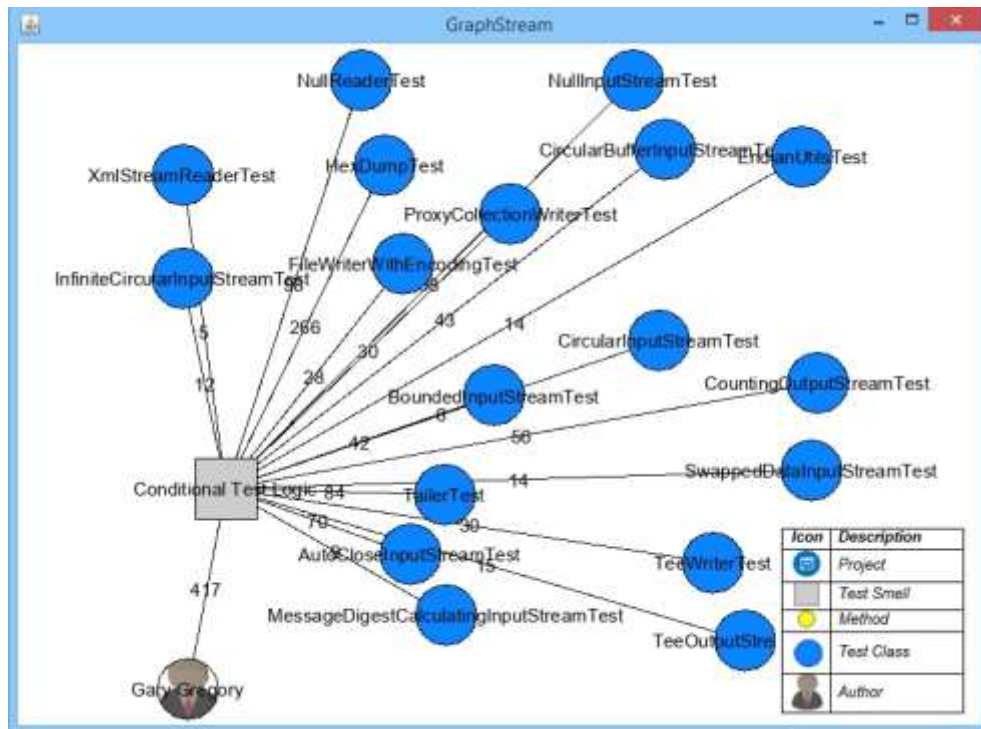 GraphStream
NullReaderTest
NullInputStreamTest
CircularBufferInputStreamTe
EndianUtilsTest
HexDumpTest
XmlStreamReaderTest
ProxyCollectionWriterTest
FileWriterWithEncodingTest
InfiniteCircularInputStreamTest
266
43
14
5
30
28
12
CircularInputStreamTest
CountingOutputStreamTest
BoundedInputStreamTest
42
56
SwappedDataInputStreamTest
14
Conditional Test Logic
84
TailerTest
70
30
AutoCloseInputStreamTest
15
TeeWriterTest
MessageDigestCalculatingInputStreamTest
TeeOutputStre
417
Gary Gregory
Icon Description
Project
Test Smell
Method
Test Class
Author